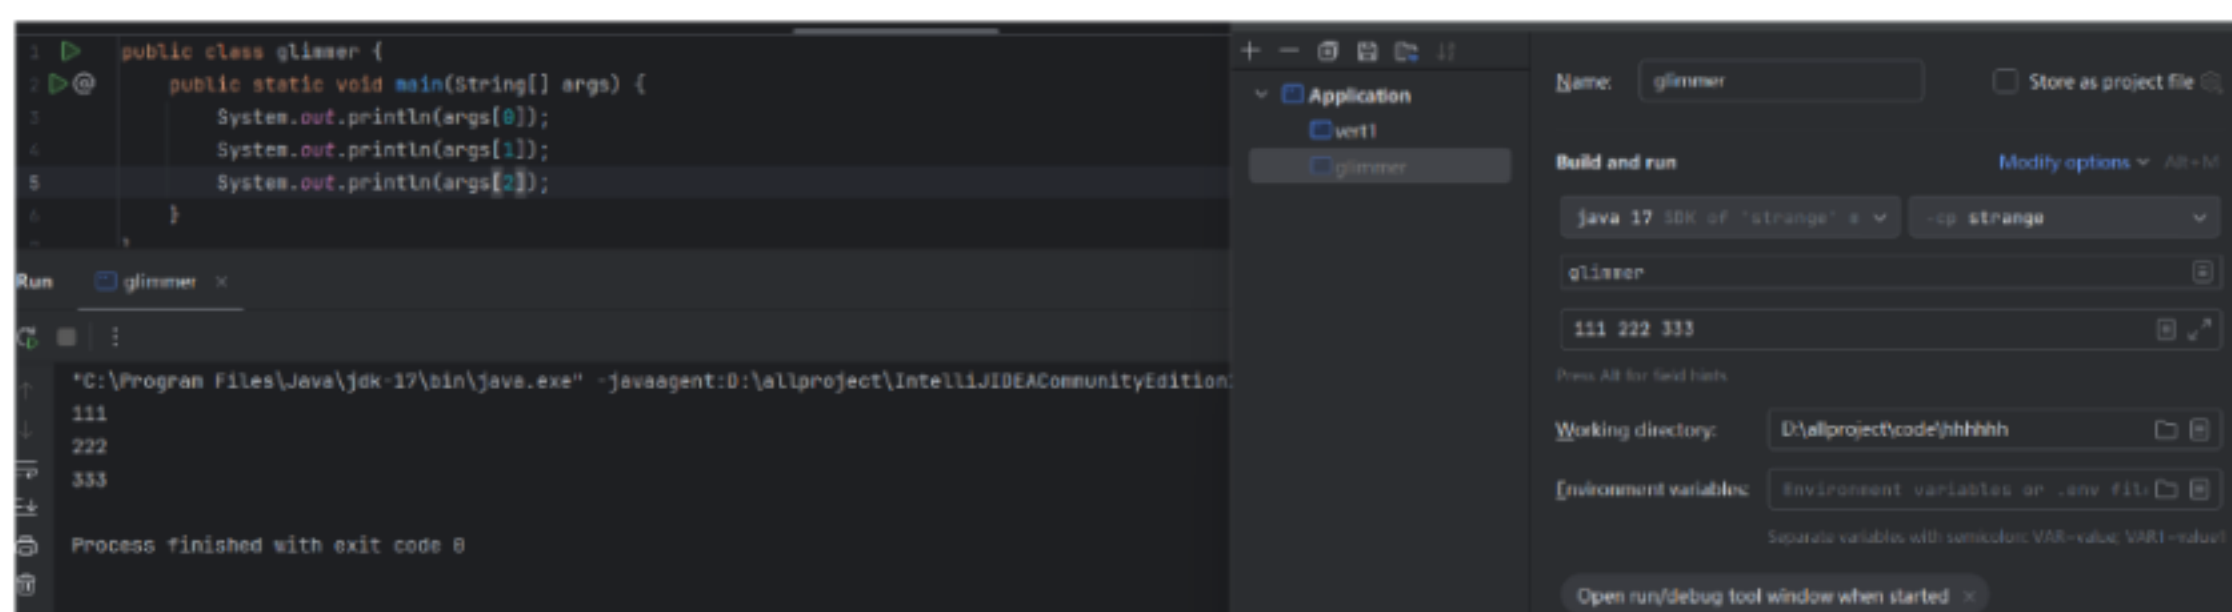 1 public class glimmer {
2 public static void main(String[] args) {
3 System.out.println(args[0]);
4 System.out.println(args[1]);
5 System.out.println(args[2]);
6 }
}
Run glimmer ×
"C:\Program Files\Java\jdk-17\bin\java.exe" -javaagent:D:\allproject\IntelliJIDEACommunityEdition
111
222
333
Process finished with exit code 0
Application
vert1
glimmer
Name: glimmer Store as project file
Build and run Modify options Alt+M
java 17 SDK of 'strange' -cp strange
glimmer
111 222 333
Press Alt for field hints
Working directory: D:\allproject\code\hhhhhh
Environment variables: Environment variables or .env
Separate variables with semicolon: VAR=value; VAR1=value1
Open run/debug tool window when started ×